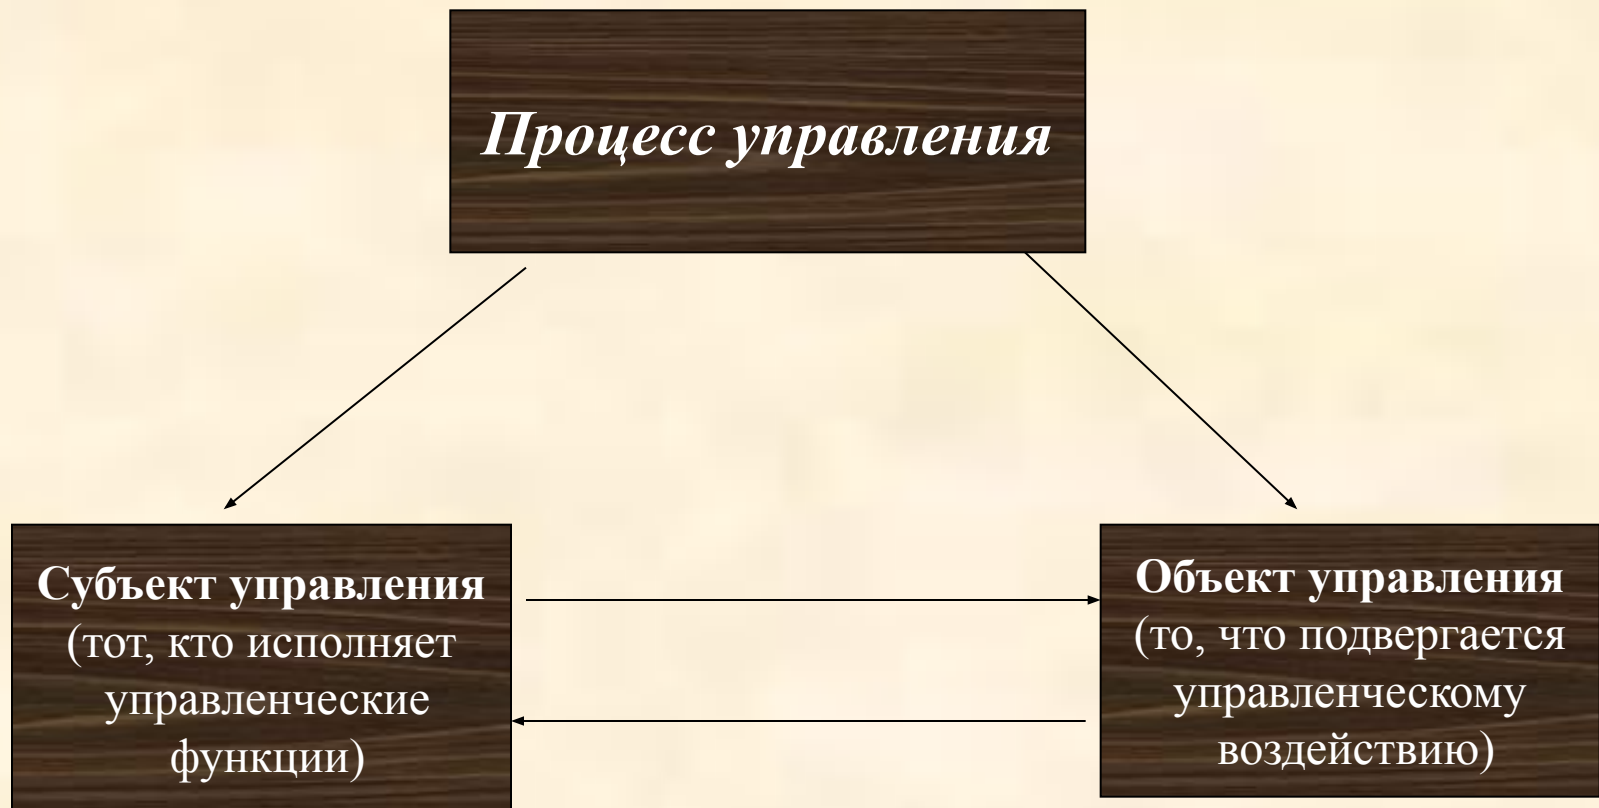 Процесс управления
Субъект управления
(тот, кто исполняет
управленческие
функции)
Объект управления
(то, что подвергается
управленческому
воздействию)